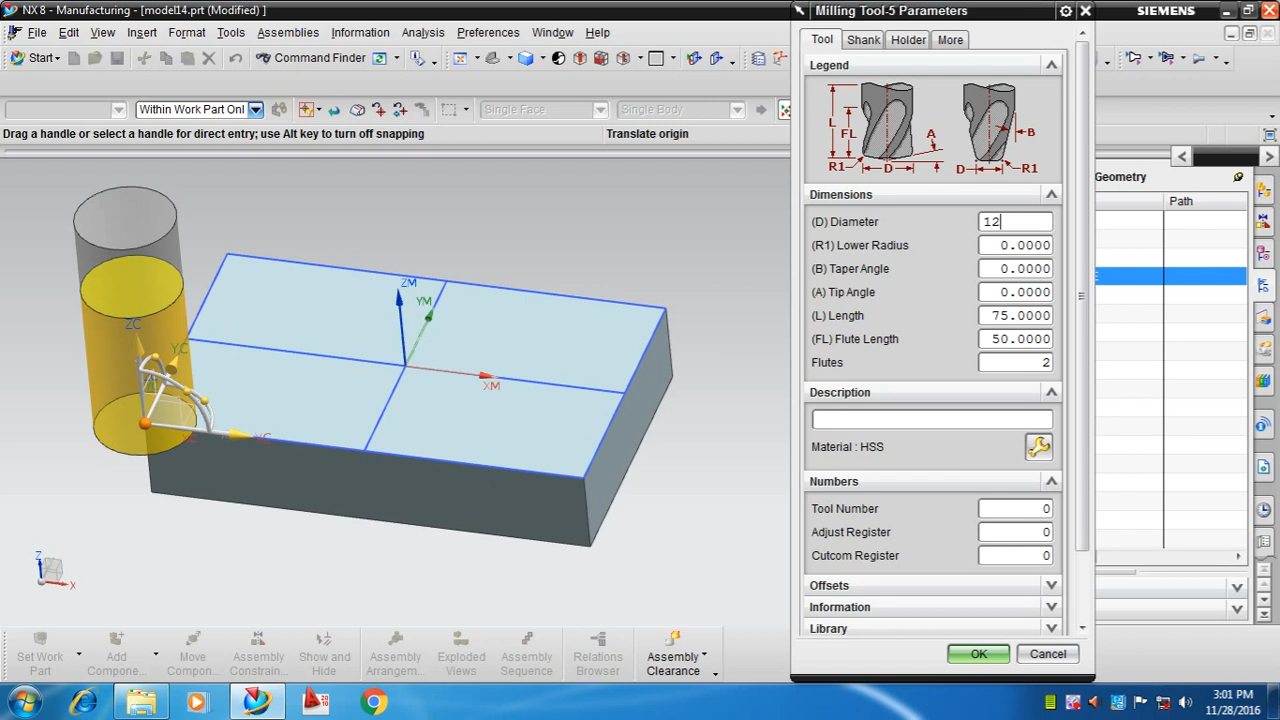 NX 8 - Manufacturing - [model14.prt (Modified) ]
SIEMENS
File Edit View Insert Format Tools Assemblies Information Analysis Preferences Window Help
Start
Command Finder
Within Work Part Onl
Single Face
Single Body
Drag a handle or select a handle for direct entry; use Alt key to turn off snapping
Translate origin
Milling Tool-5 Parameters
Tool Shank Holder More
Legend
L
FL
A
B
R1
D
D
R1
Dimensions
(D) Diameter 12
(R1) Lower Radius 0.0000
(B) Taper Angle 0.0000
(A) Tip Angle 0.0000
(L) Length 75.0000
(FL) Flute Length 50.0000
Flutes 2
Description
Material : HSS
Numbers
Tool Number 0
Adjust Register 0
Cutcom Register 0
Offsets
Information
Library
OK
Cancel
Geometry
Path
ZM
YM
XM
ZC
YC
Z
X
Set Work Part
Add Compone...
Move Compon...
Assembly Constrain...
Show and Hide
Assembly Arrangem...
Exploded Views
Assembly Sequence
Relations Browser
Assembly Clearance
3:01 PM
11/28/2016